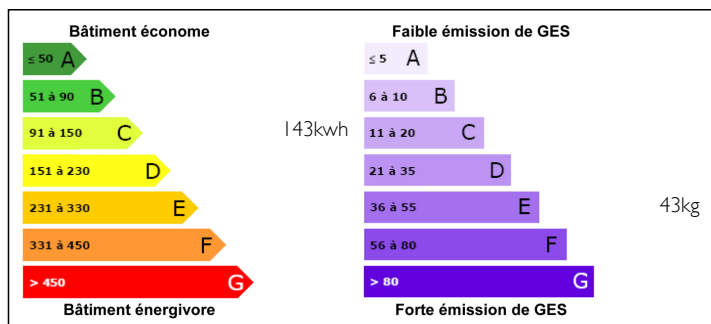 Bâtiment économe
≤ 50 A
51 à 90 B
91 à 150 C
143kwh
151 à 230 D
231 à 330 E
331 à 450 F
> 450 G
Bâtiment énergivore
Faible émission de GES
≤ 5 A
6 à 10 B
11 à 20 C
21 à 35 D
36 à 55 E
43kg
56 à 80 F
> 80 G
Forte émission de GES